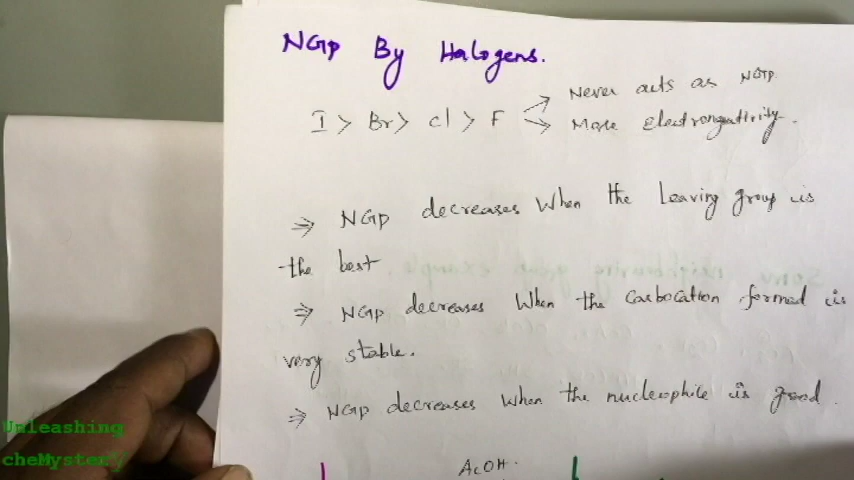 NGP By Halogens.
Never acts as NGP.
I > Br > Cl > F
More Electronegativity.
⇒ NGP decreases When the Leaving group is
the best
⇒ NGP decreases When the Carbocation formed is
very stable.
⇒ NGP decreases When the nucleophile is good.
AcOH.
Unleashing
cheMystery